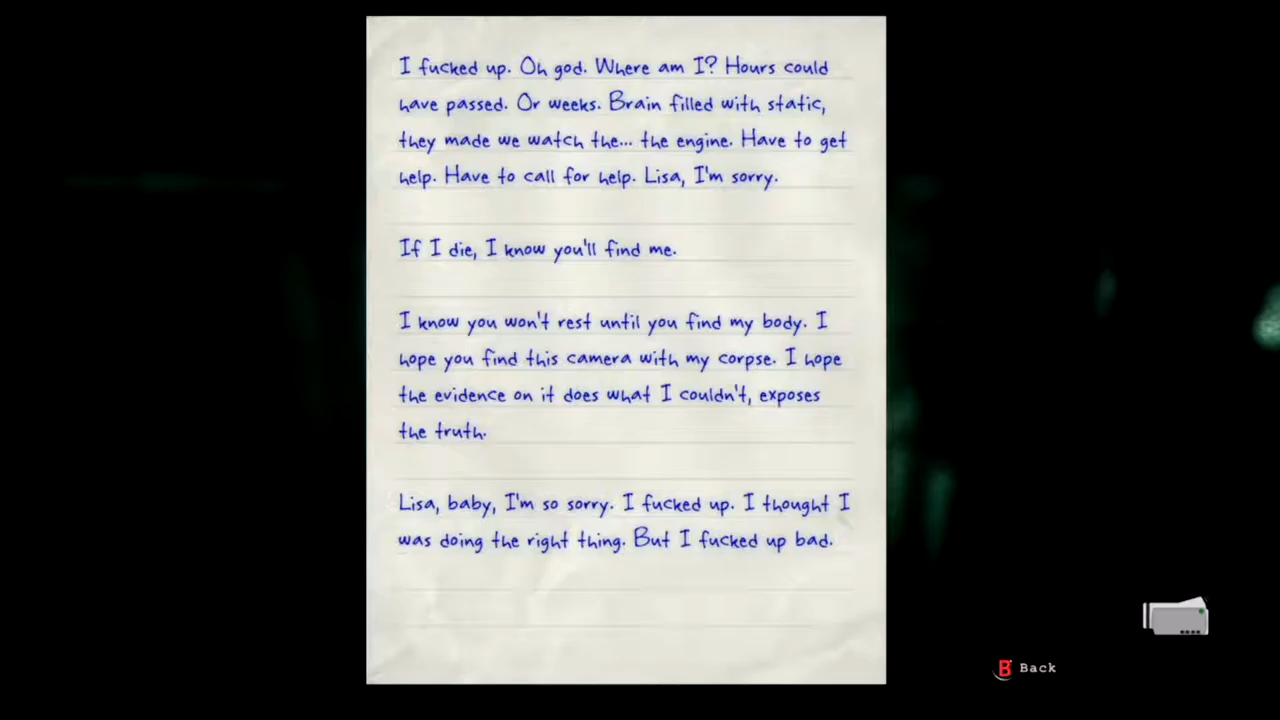 I fucked up. Oh god. Where am I? Hours could
have passed. Or weeks. Brain filled with static,
they made we watch the... the engine. Have to get
help. Have to call for help. Lisa, I'm sorry.
If I die, I know you'll find me.
I know you won't rest until you find my body. I
hope you find this camera with my corpse. I hope
the evidence on it does what I couldn't, exposes
the truth.
Lisa, baby, I'm so sorry. I fucked up. I thought I
was doing the right thing. But I fucked up bad.
B Back